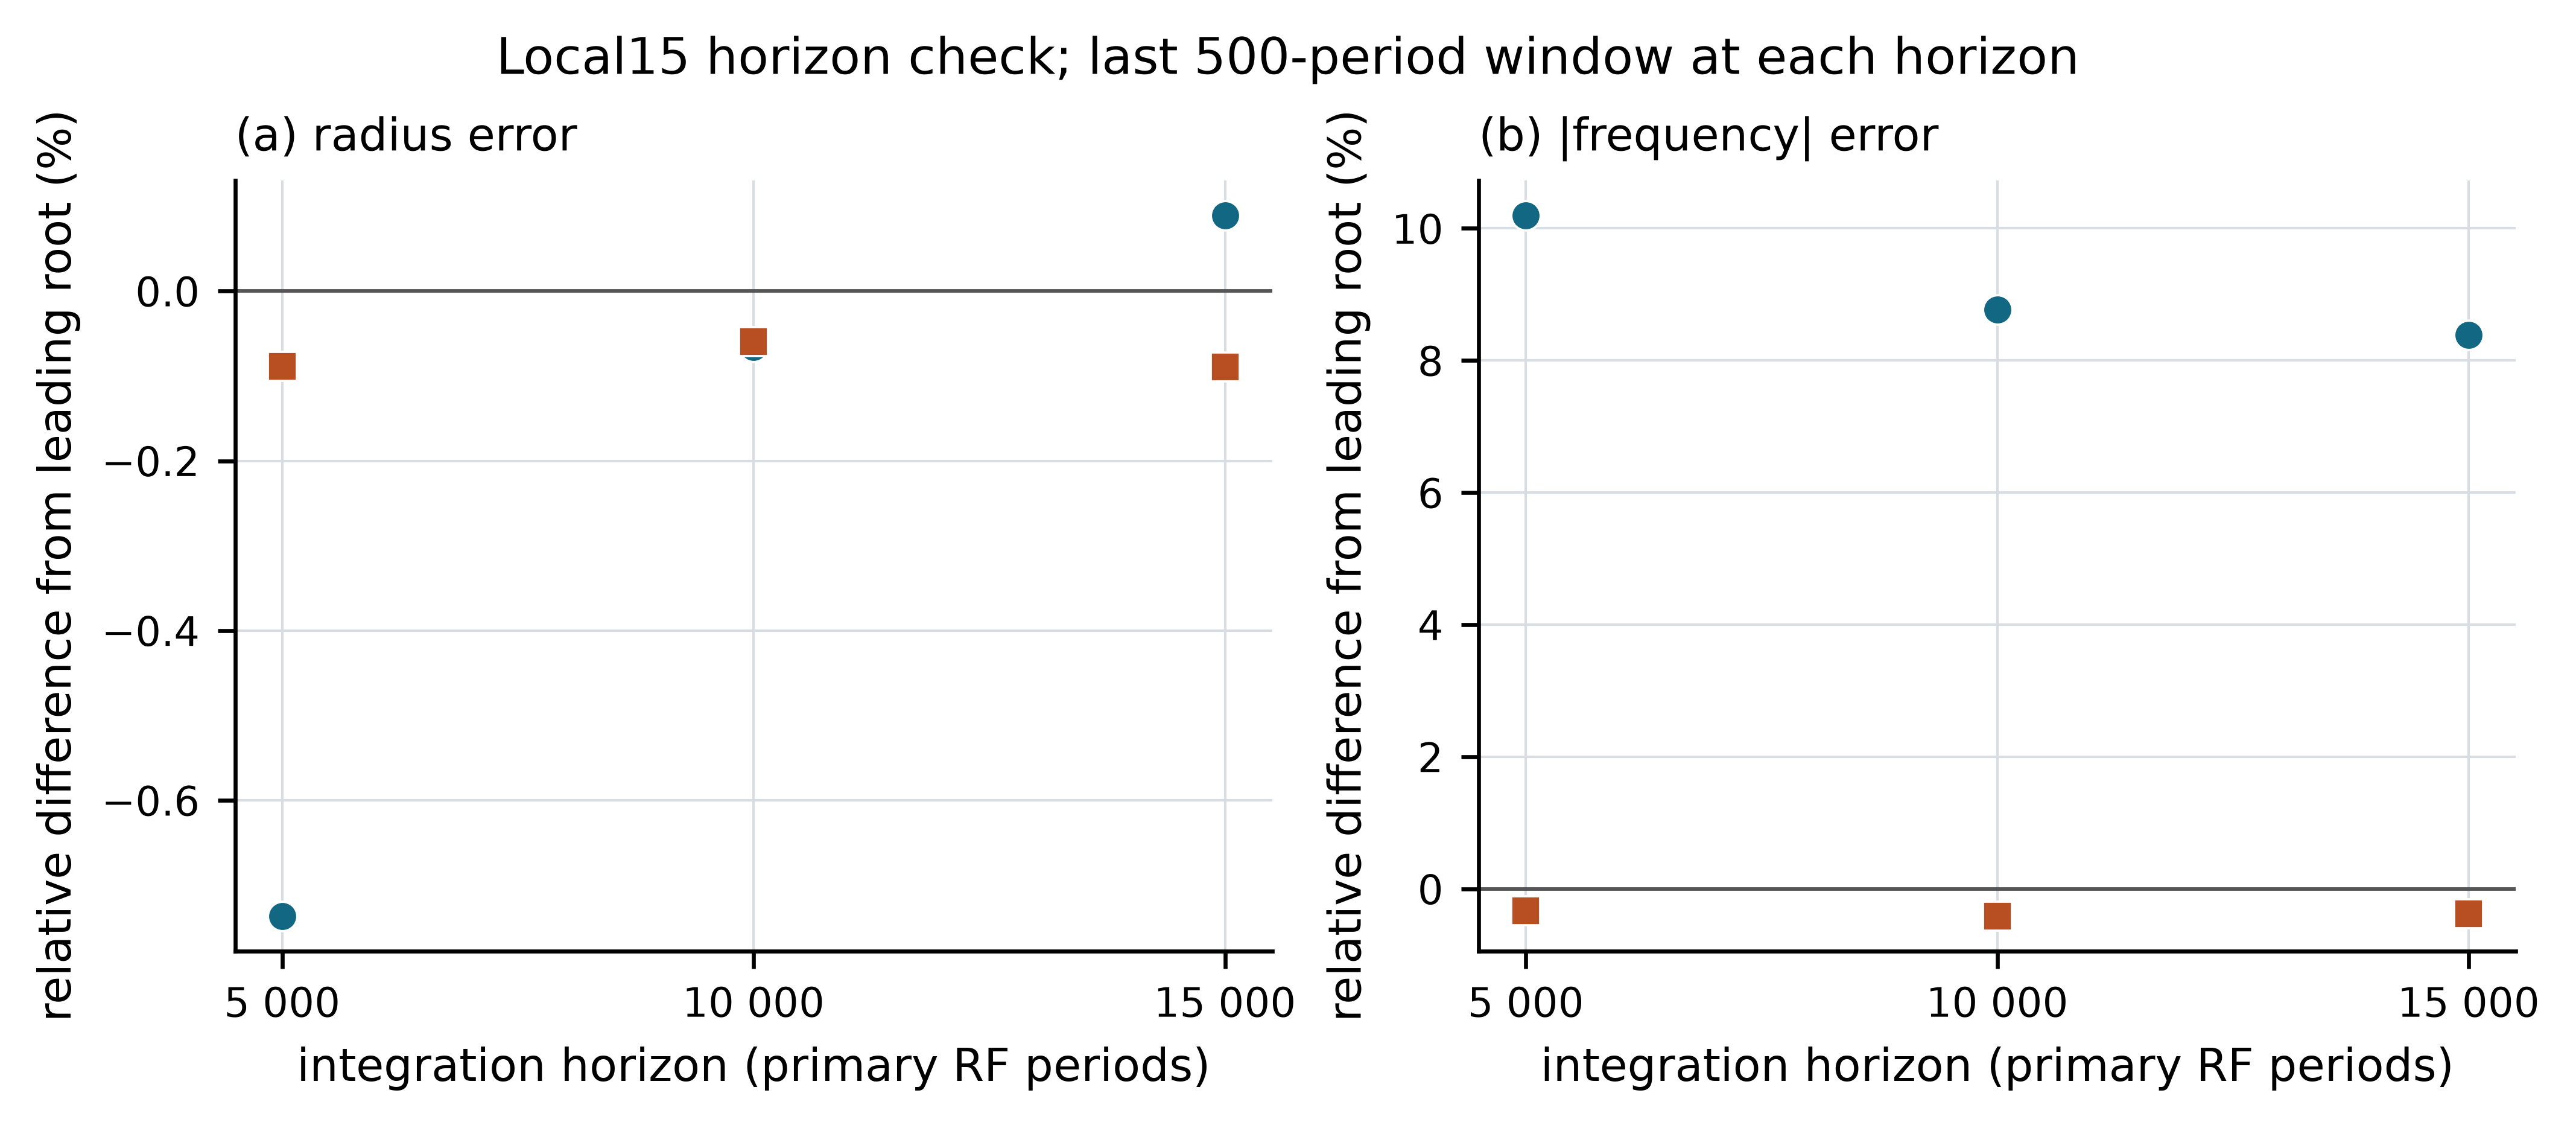 Local15 horizon check; last 500-period window at each horizon
(a) radius error
relative difference from leading root (%)
0.0
−0.2
−0.4
−0.6
5 000
10 000
15 000
integration horizon (primary RF periods)
(b) |frequency| error
relative difference from leading root (%)
10
8
6
4
2
0
5 000
10 000
15 000
integration horizon (primary RF periods)